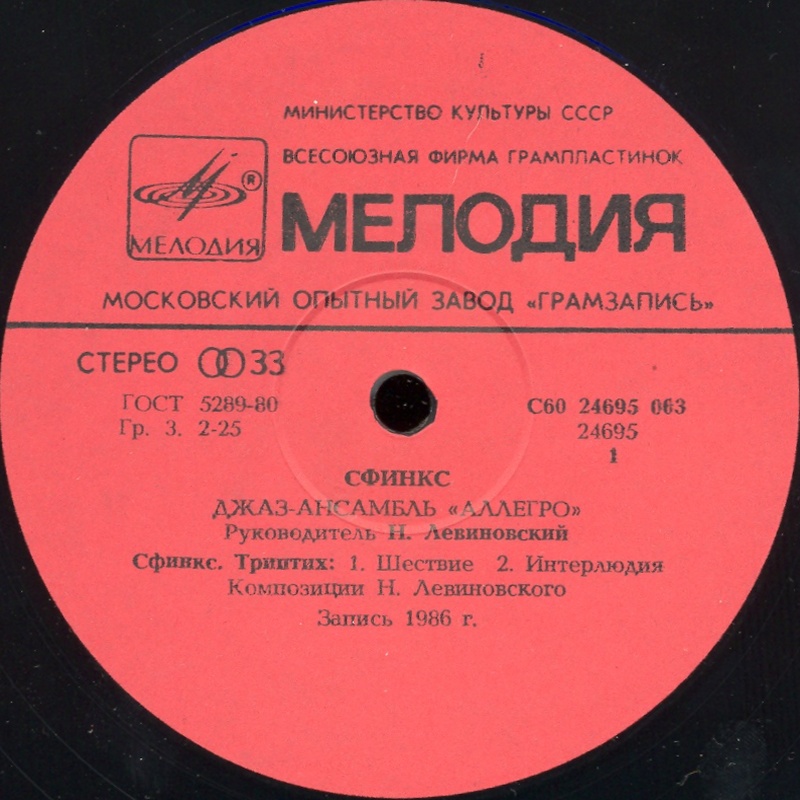 МИНИСТЕРСТВО КУЛЬТУРЫ СССР
ВСЕСОЮЗНАЯ ФИРМА ГРАМПЛАСТИНОК
®
МЕЛОДИЯ
МЕЛОДИЯ
МОСКОВСКИЙ ОПЫТНЫЙ ЗАВОД «ГРАМЗАПИСЬ»
СТЕРЕО 33
ГОСТ 5289-80
Гр. 3. 2-25
С60 24695 063
24695
1
СФИНКС
ДЖАЗ-АНСАМБЛЬ «АЛЛЕГРО»
Руководитель Н. Левиновский
Сфинкс. Триптих: 1. Шествие 2. Интерлюдия
Композиции Н. Левиновского
Запись 1986 г.